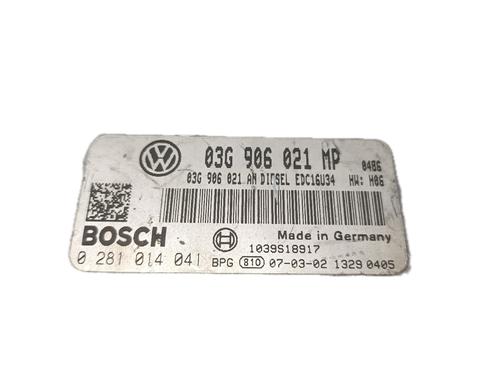 03G 906 021 MP 0486
03G 906 021 AN DIESEL EDC16U34 HW: H06
BOSCH
Made in Germany
1039S18917
0 281 014 041 BPG 810 07-03-02 1329 0405